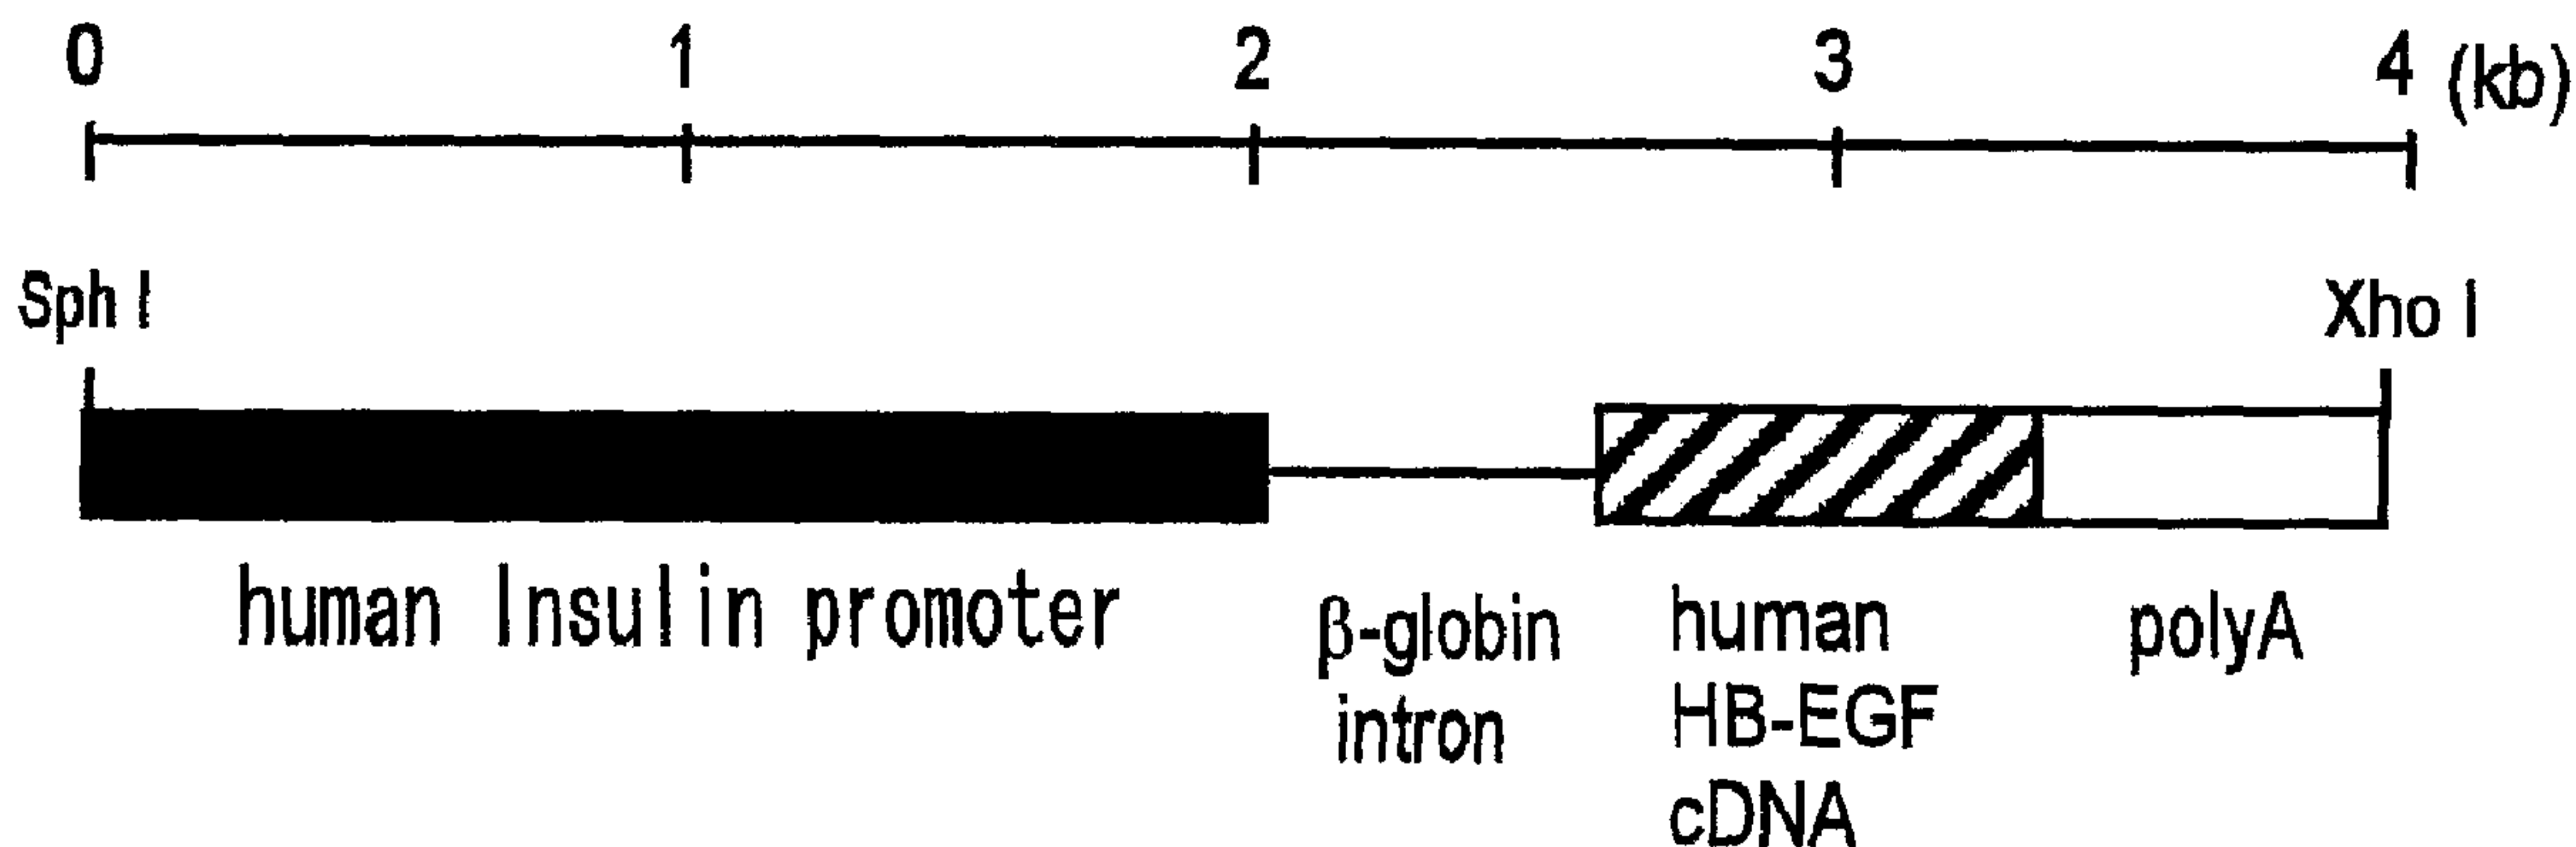 0 1 2 3 4 (kb)
Sph I Xho I
human Insulin promoter
β-globin
intron
human
HB-EGF
cDNA
polyA